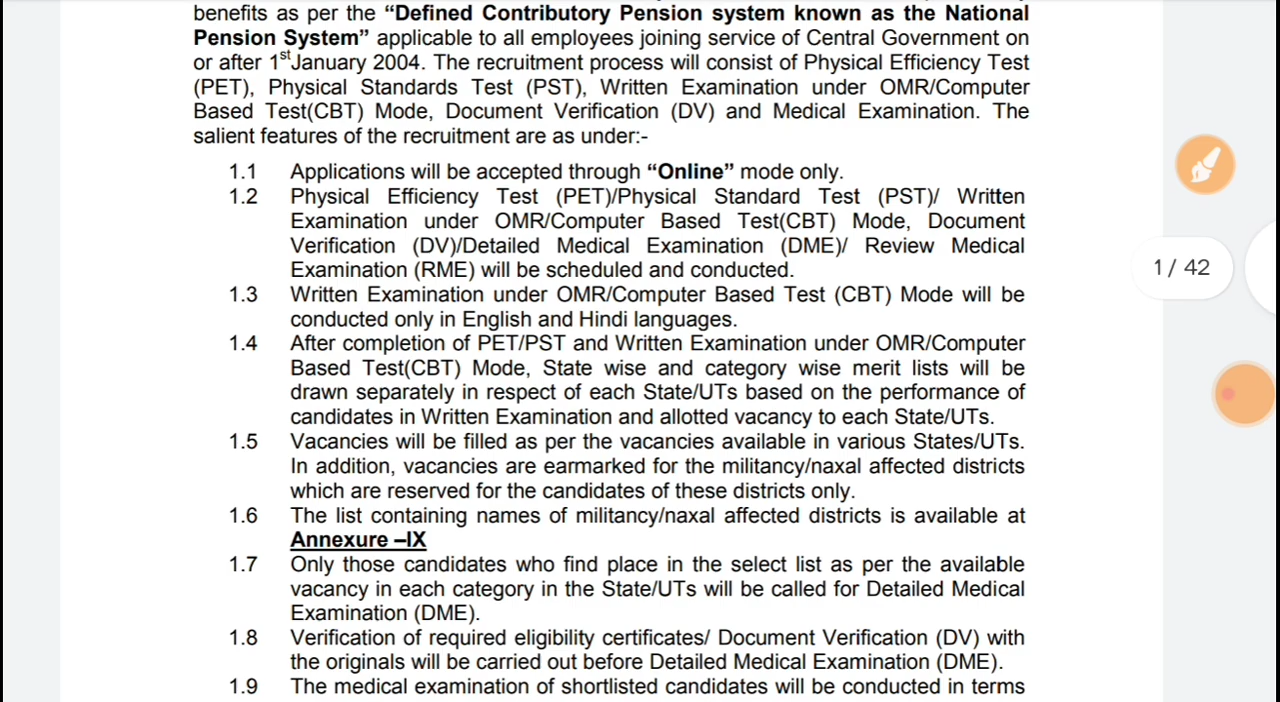 benefits as per the “Defined Contributory Pension system known as the National
Pension System” applicable to all employees joining service of Central Government on
or after 1stJanuary 2004. The recruitment process will consist of Physical Efficiency Test
(PET), Physical Standards Test (PST), Written Examination under OMR/Computer
Based Test(CBT) Mode, Document Verification (DV) and Medical Examination. The
salient features of the recruitment are as under:-
1.1 Applications will be accepted through “Online” mode only.
1.2 Physical Efficiency Test (PET)/Physical Standard Test (PST)/ Written
Examination under OMR/Computer Based Test(CBT) Mode, Document
Verification (DV)/Detailed Medical Examination (DME)/ Review Medical
Examination (RME) will be scheduled and conducted.
1.3 Written Examination under OMR/Computer Based Test (CBT) Mode will be
conducted only in English and Hindi languages.
1.4 After completion of PET/PST and Written Examination under OMR/Computer
Based Test(CBT) Mode, State wise and category wise merit lists will be
drawn separately in respect of each State/UTs based on the performance of
candidates in Written Examination and allotted vacancy to each State/UTs.
1.5 Vacancies will be filled as per the vacancies available in various States/UTs.
In addition, vacancies are earmarked for the militancy/naxal affected districts
which are reserved for the candidates of these districts only.
1.6 The list containing names of militancy/naxal affected districts is available at
Annexure –IX
1.7 Only those candidates who find place in the select list as per the available
vacancy in each category in the State/UTs will be called for Detailed Medical
Examination (DME).
1.8 Verification of required eligibility certificates/ Document Verification (DV) with
the originals will be carried out before Detailed Medical Examination (DME).
1.9 The medical examination of shortlisted candidates will be conducted in terms
1 / 42